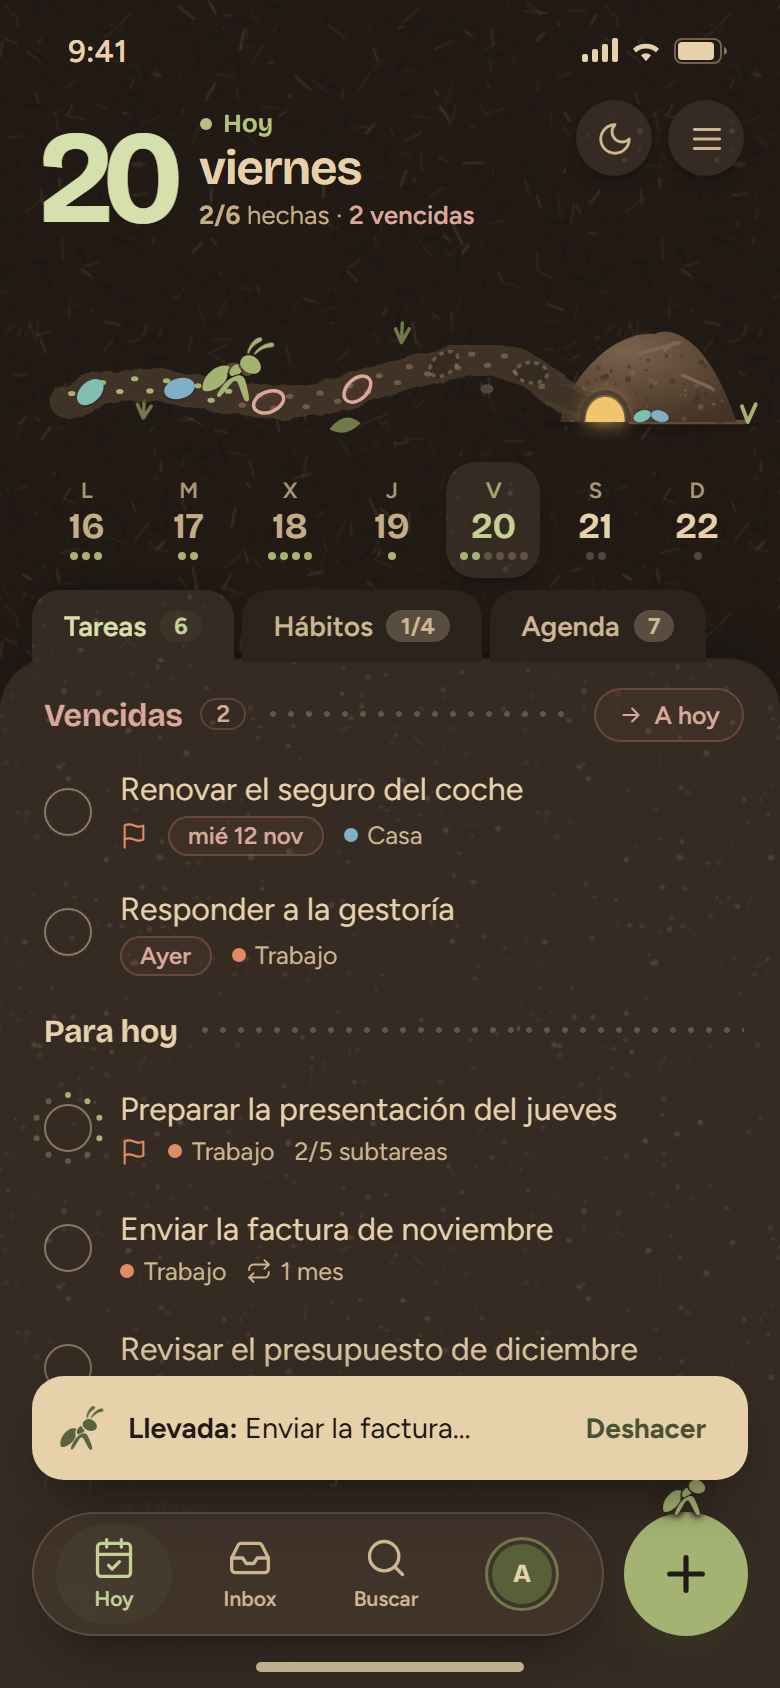 9:41
20
Hoy
viernes
2/6 hechas · 2 vencidas
L M X J V S D
16 17 18 19 20 21 22
Tareas 6 Hábitos 1/4 Agenda 7
Vencidas 2 → A hoy
Renovar el seguro del coche
mié 12 nov Casa
Responder a la gestoría
Ayer Trabajo
Para hoy
Preparar la presentación del jueves
Trabajo 2/5 subtareas
Enviar la factura de noviembre
Trabajo 1 mes
Revisar el presupuesto de diciembre
Llevada: Enviar la factura... Deshacer
Hoy Inbox Buscar A